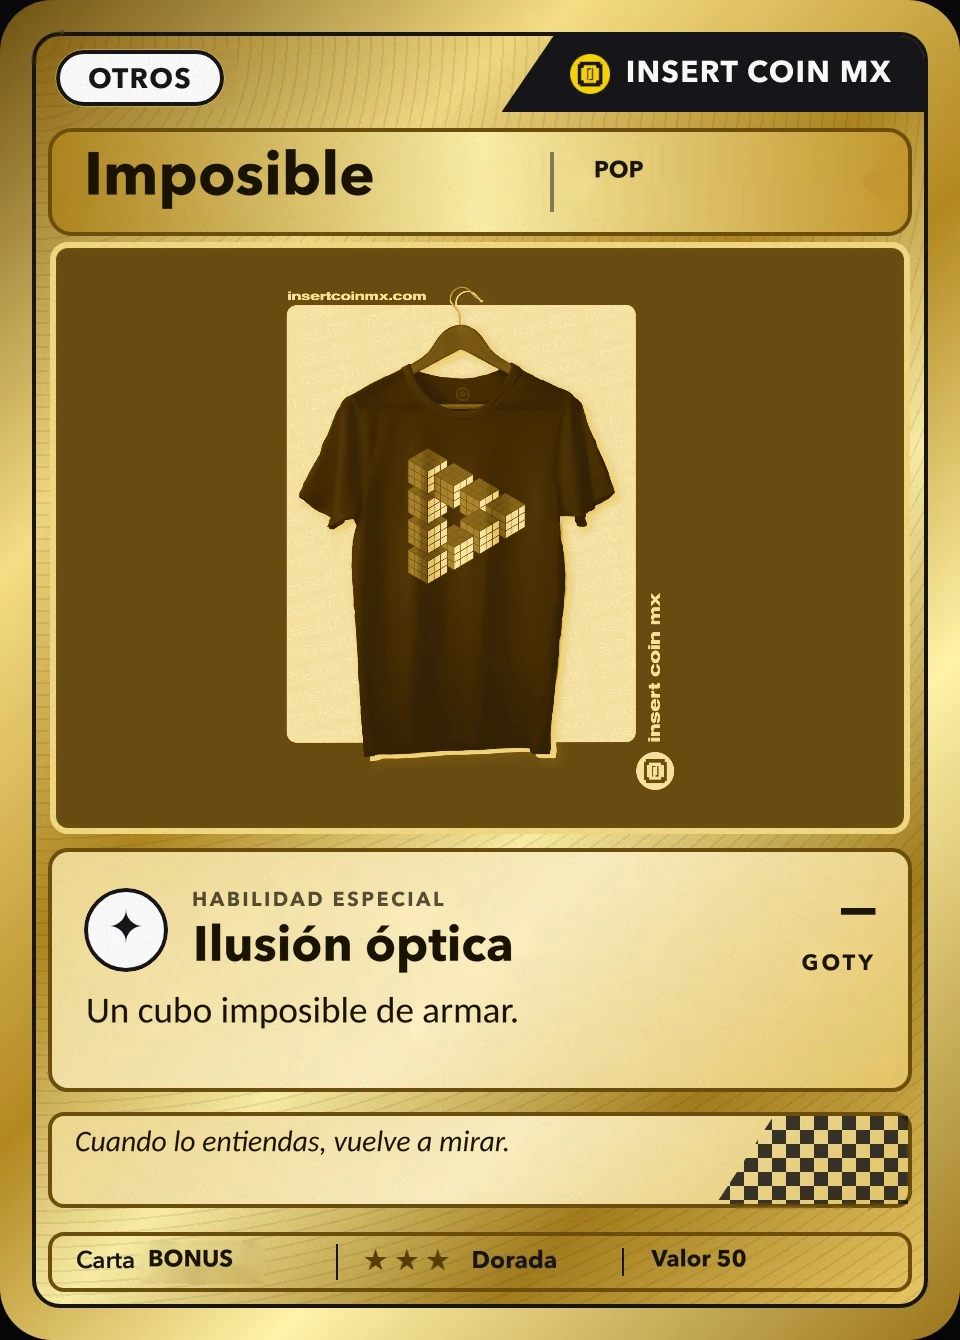 OTROS
INSERT COIN MX
Imposible
POP
insertcoinmx.com
insert coin mx
HABILIDAD ESPECIAL
Ilusión óptica
—
GOTY
Un cubo imposible de armar.
Cuando lo entiendas, vuelve a mirar.
Carta BONUS
★★★ Dorada
Valor 50